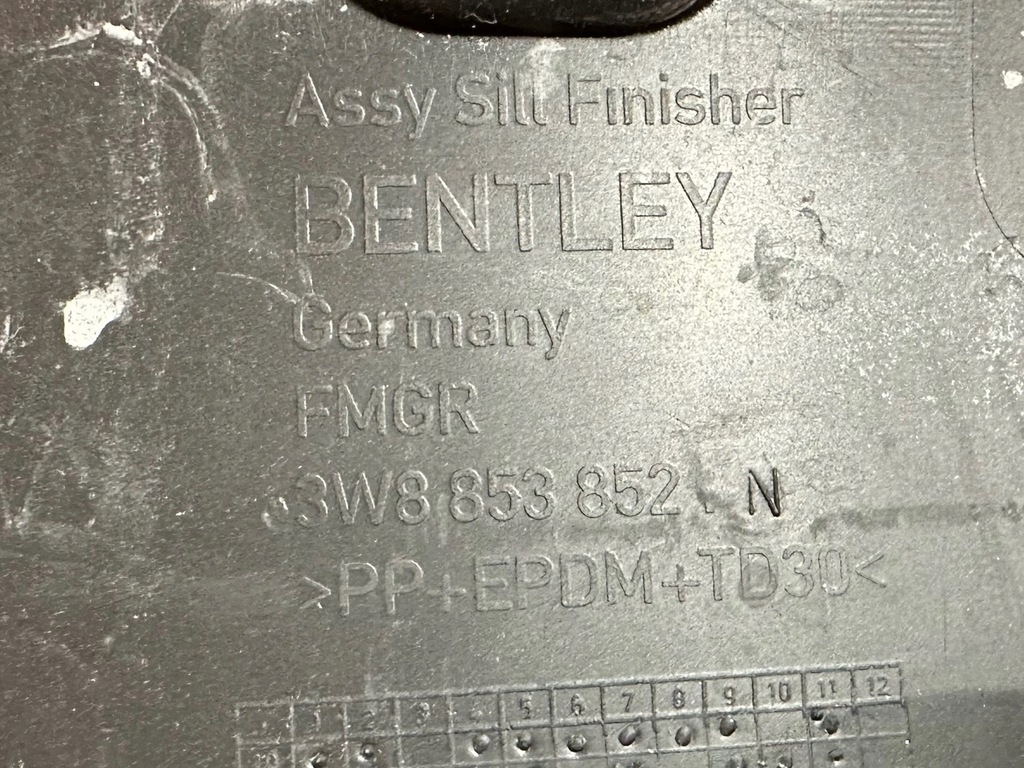 Assy Sill Finisher
BENTLEY
Germany
FMGR
3W8 853 852 . N
>PP+EPDM+TD30<
1 2 3 4 5 6 7 8 9 10 11 12